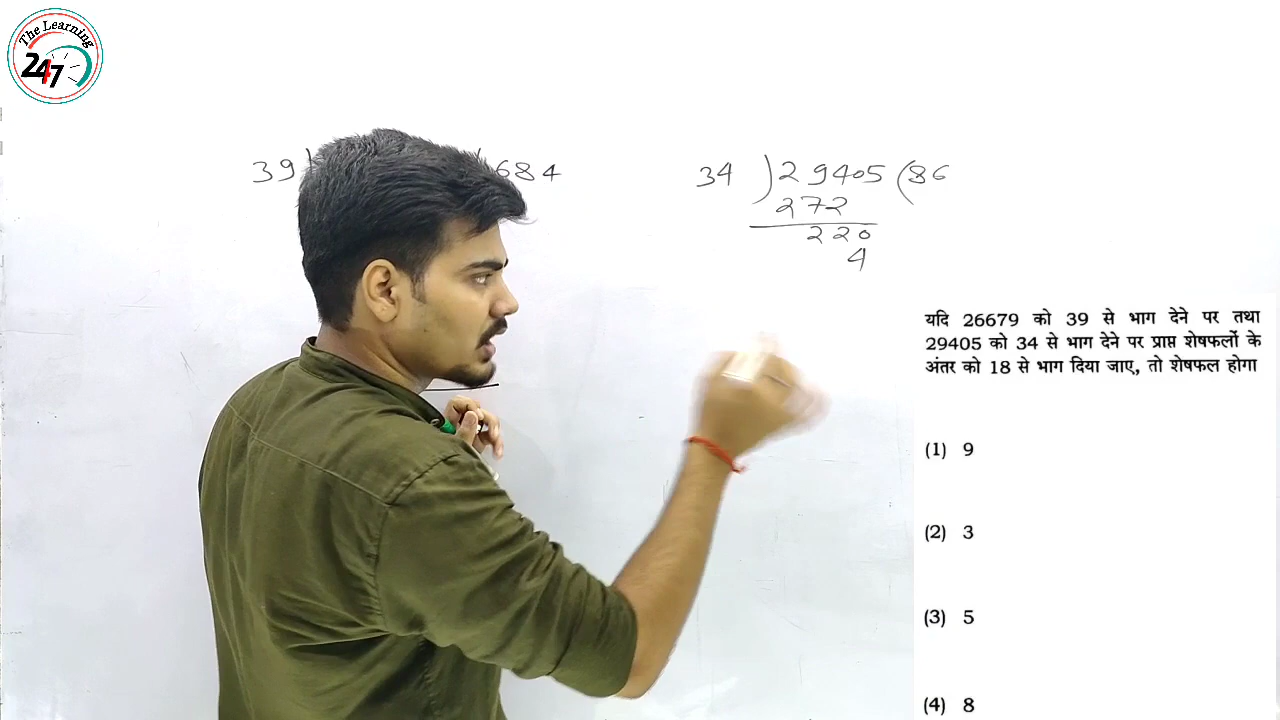 The Learning
247
39) (684
34 ) 29405 (86
272
220
4
यदि 26679 को 39 से भाग देने पर तथा
29405 को 34 से भाग देने पर प्राप्त शेषफलों के
अंतर को 18 से भाग दिया जाए, तो शेषफल होगा
(1) 9
(2) 3
(3) 5
(4) 8